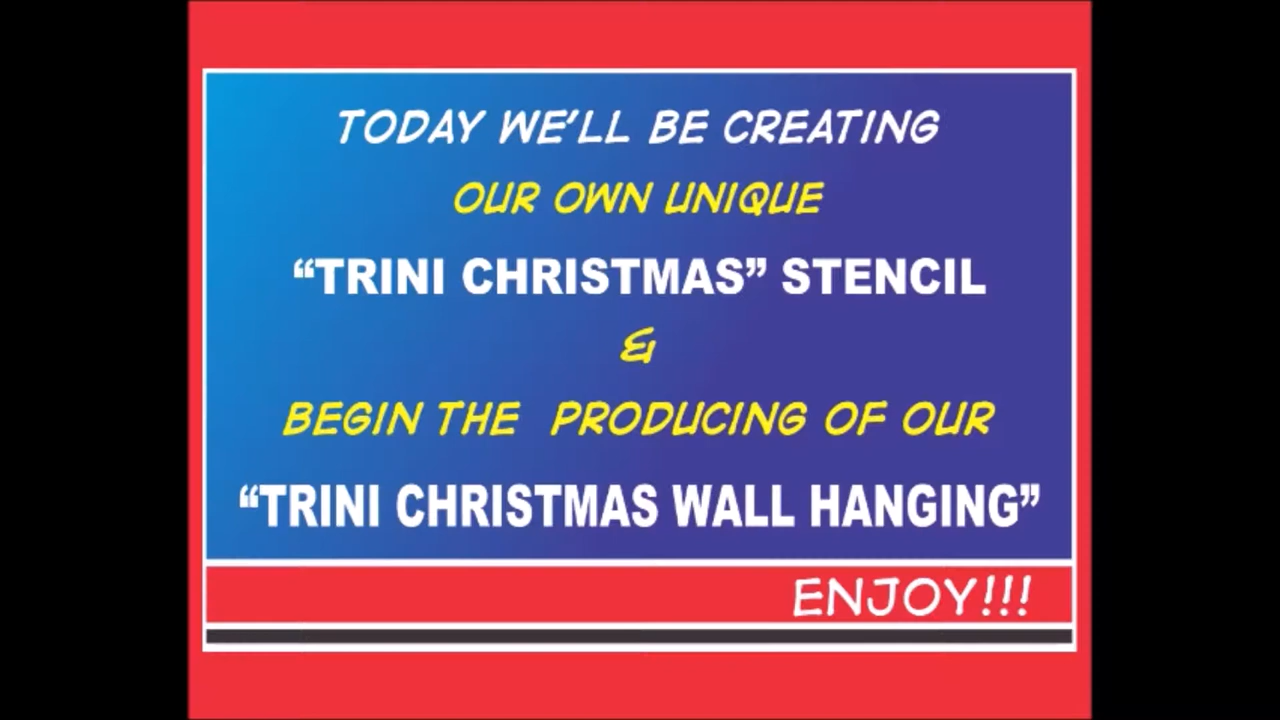 TODAY WE'LL BE CREATING
OUR OWN UNIQUE
“TRINI CHRISTMAS” STENCIL
&
BEGIN THE PRODUCING OF OUR
“TRINI CHRISTMAS WALL HANGING”
ENJOY!!!